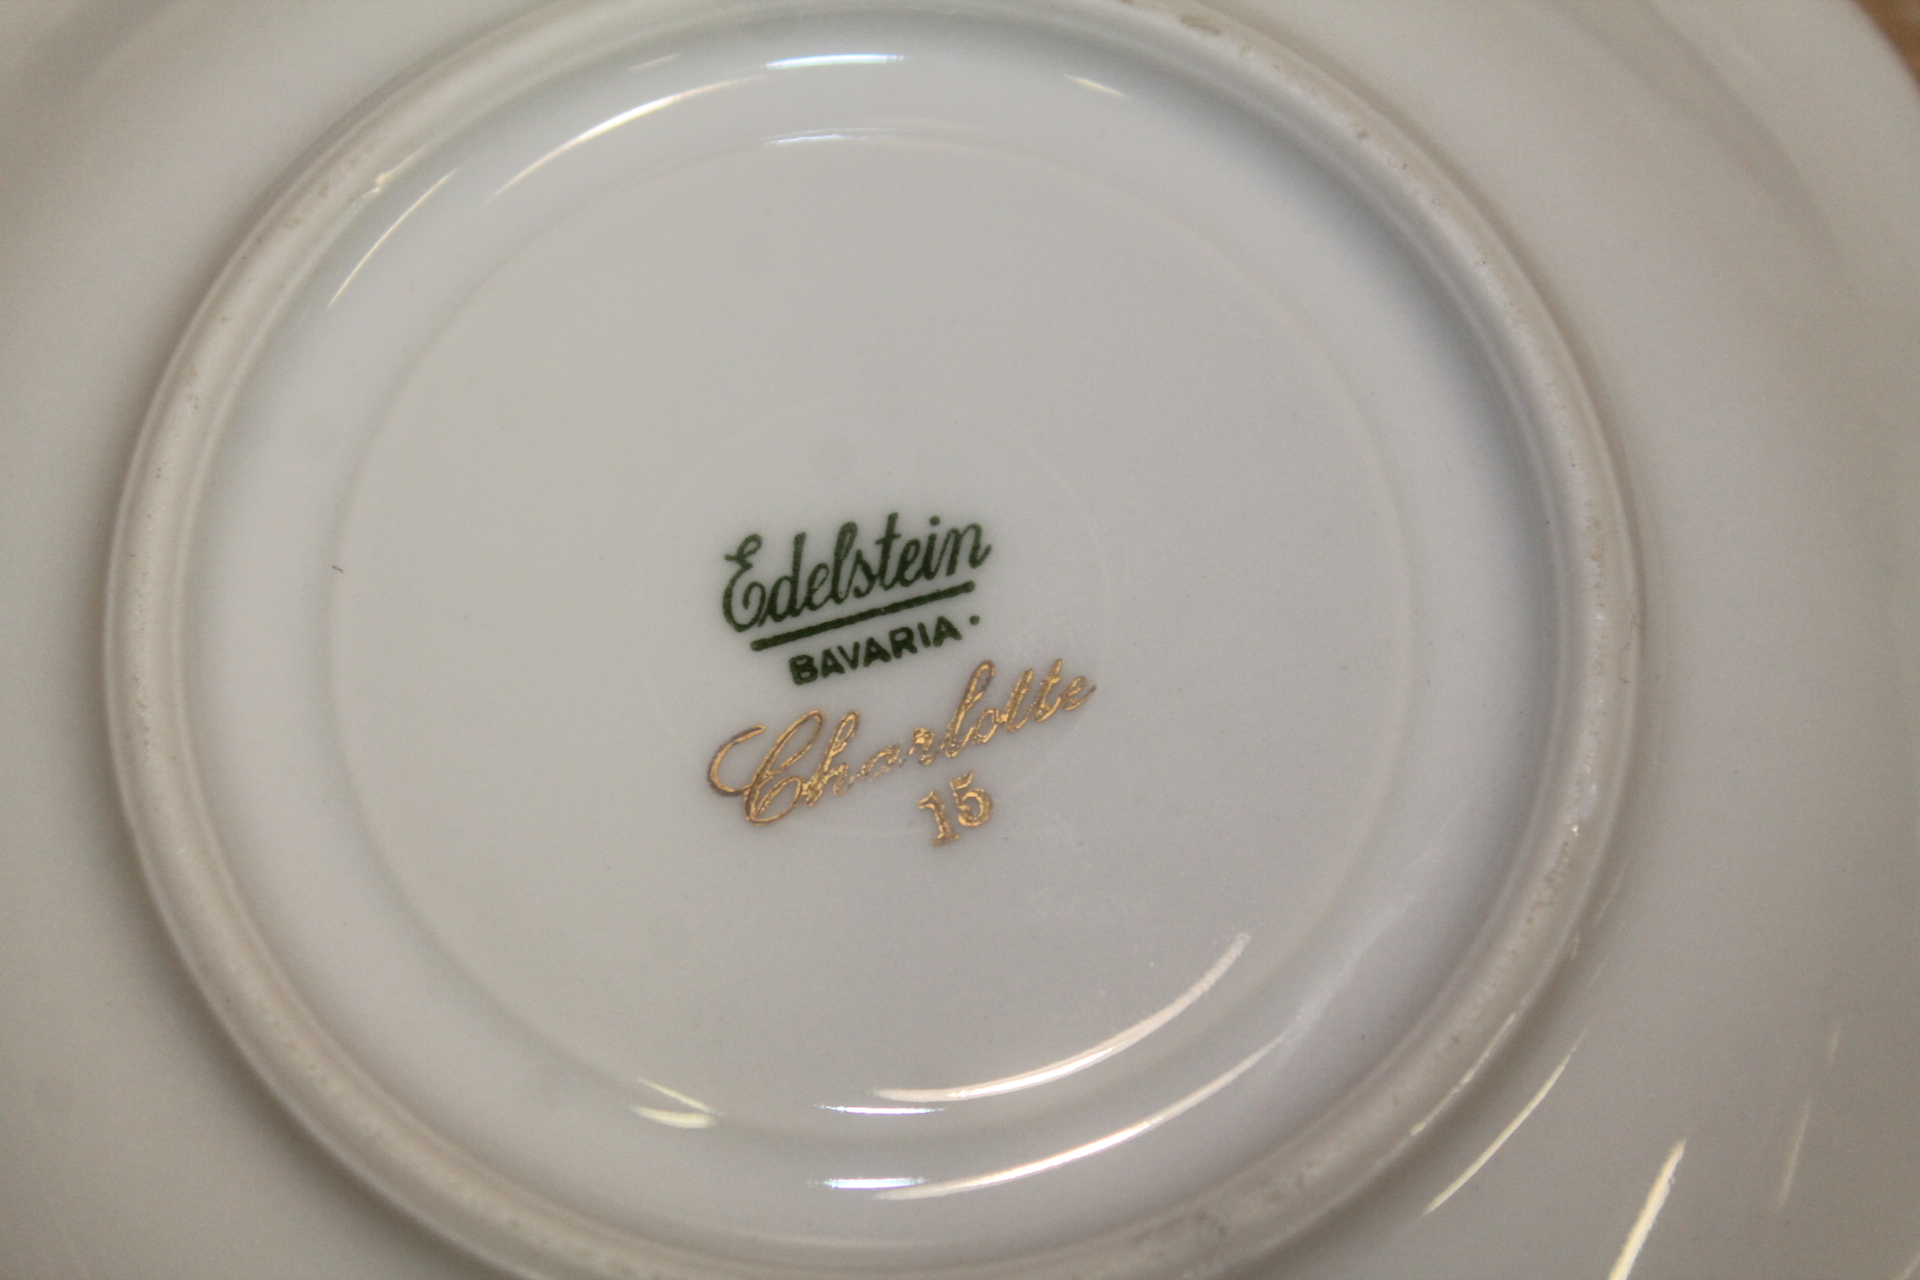 Edelstein
BAVARIA.
Charlotte
15